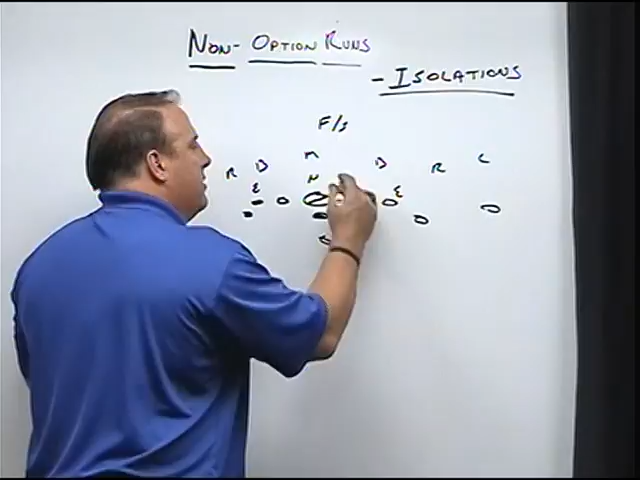 NON- OPTION RUNS
- ISOLATIONS
F/S
R B M B R C
E N E